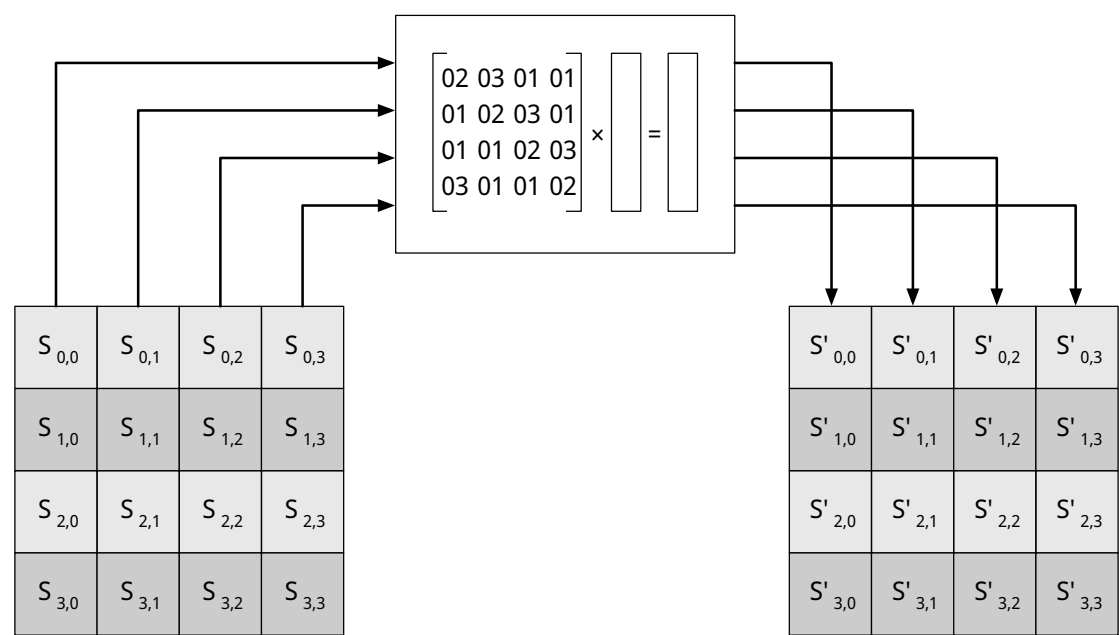 02 03 01 01
01 02 03 01
01 01 02 03
03 01 01 02
× =
S 0,0 S 0,1 S 0,2 S 0,3
S 1,0 S 1,1 S 1,2 S 1,3
S 2,0 S 2,1 S 2,2 S 2,3
S 3,0 S 3,1 S 3,2 S 3,3
S' 0,0 S' 0,1 S' 0,2 S' 0,3
S' 1,0 S' 1,1 S' 1,2 S' 1,3
S' 2,0 S' 2,1 S' 2,2 S' 2,3
S' 3,0 S' 3,1 S' 3,2 S' 3,3